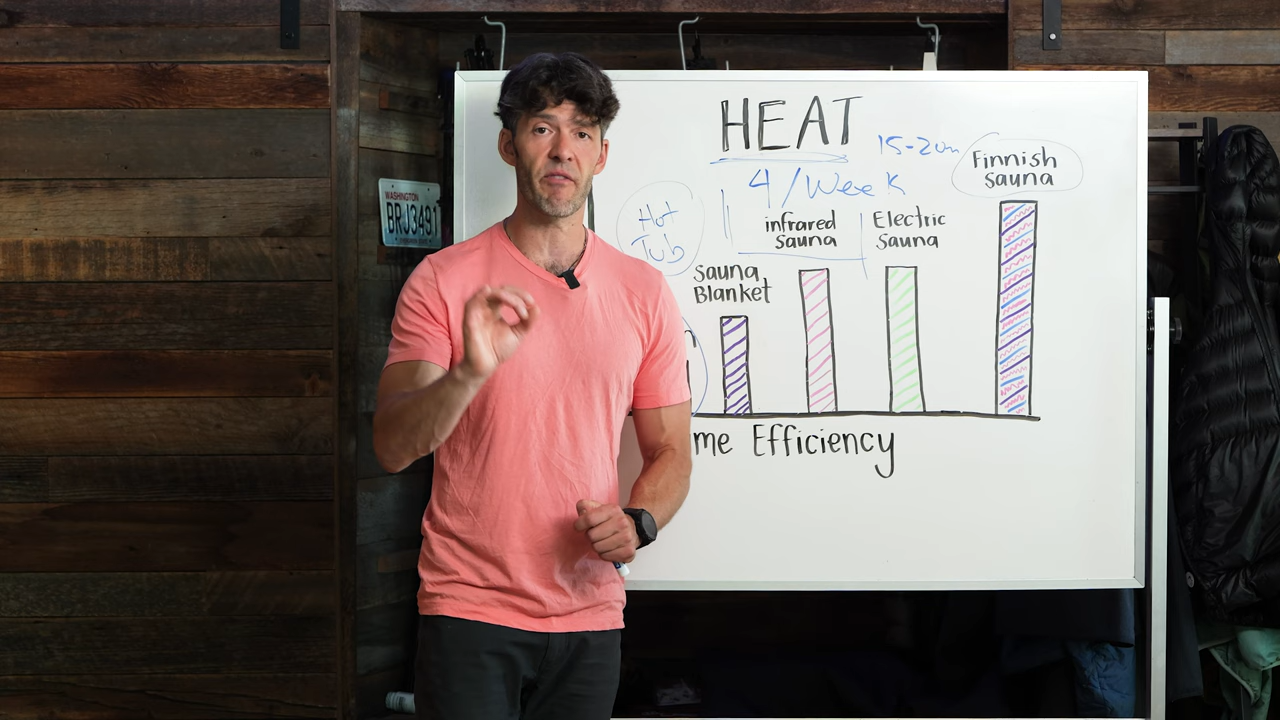 HEAT
15-20m
Finnish
sauna
4/Week
WASHINGTON
BRJ3491
Hot
Tub
infrared
sauna
Electric
sauna
sauna
Blanket
me Efficiency